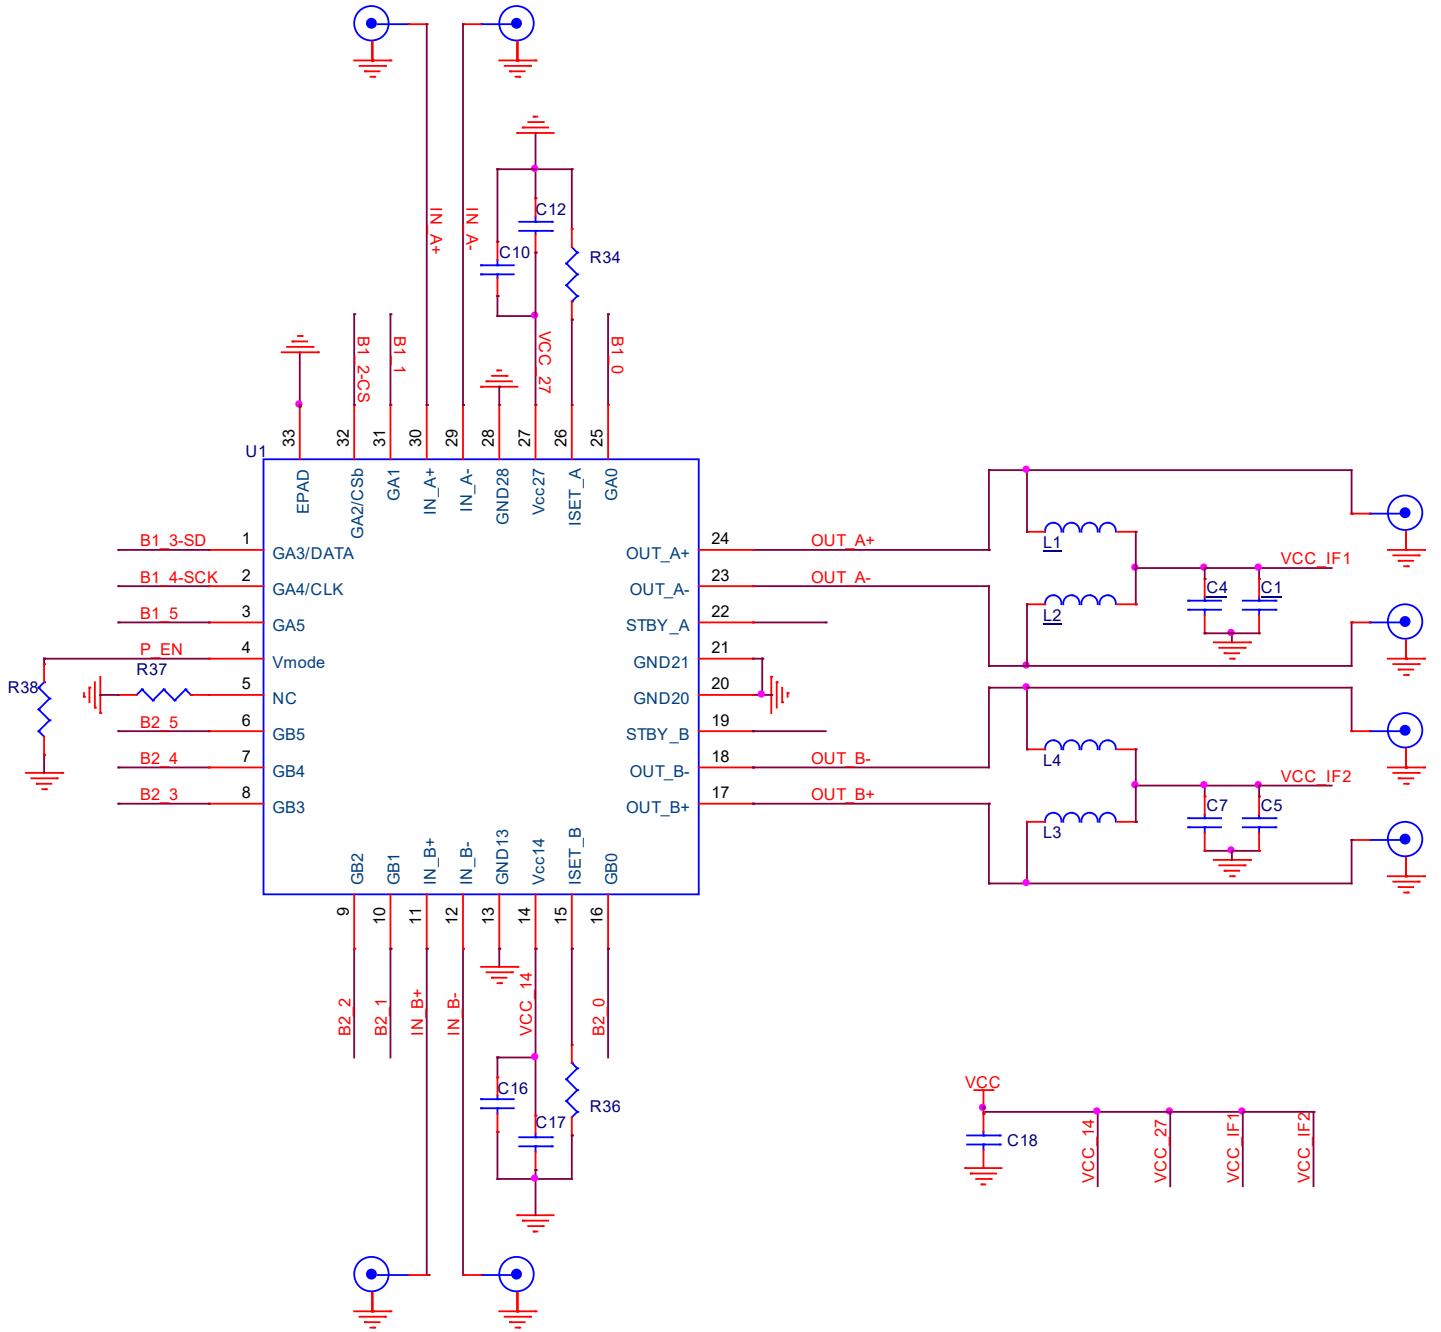 IN_A+
IN_A-
C12
C10
R34
B1_2-CS
B1_1
VCC_27
B1_0
33
32
31
30
29
28
27
26
25
U1
EPAD
GA2/CSb
GA1
IN_A+
IN_A-
GND28
Vcc27
ISET_A
GA0
B1_3-SD
1
GA3/DATA
B1_4-SCK
2
GA4/CLK
B1_5
3
GA5
P_EN
4
Vmode
R37
R38
5
NC
B2_5
6
GB5
B2_4
7
GB4
B2_3
8
GB3
OUT_A+
24
OUT_A+
OUT_A-
23
OUT_A-
STBY_A
22
GND21
21
GND20
20
STBY_B
19
OUT_B-
18
OUT_B-
OUT_B+
17
OUT_B+
L1
L2
VCC_IF1
C4
C1
L4
L3
VCC_IF2
C7
C5
GB2
GB1
IN_B+
IN_B-
GND13
Vcc14
ISET_B
GB0
9
10
11
12
13
14
15
16
B2_2
B2_1
IN_B+
IN_B-
VCC_14
B2_0
C16
C17
R36
VCC
C18
VCC_14
VCC_27
VCC_IF1
VCC_IF2